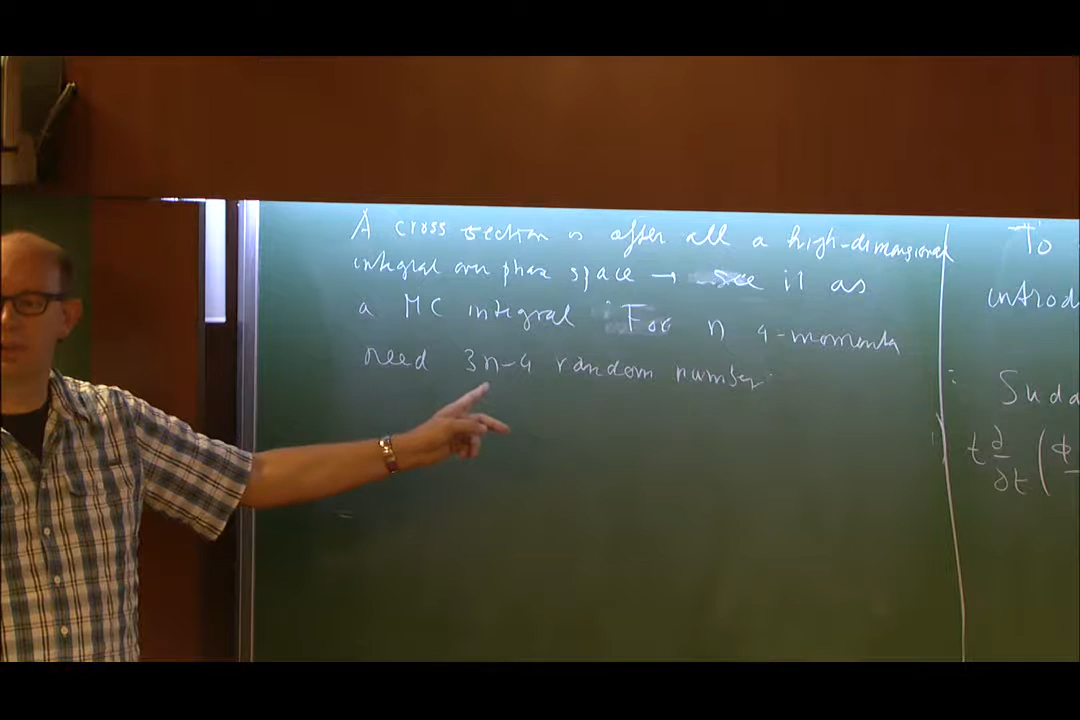 A cross section is after all a high-dimensional
integral over phase space → see it as
a MC integral : For n 4-momenta
need 3n-4 random number
To
introd
Suda
t ∂/∂t (ϕ